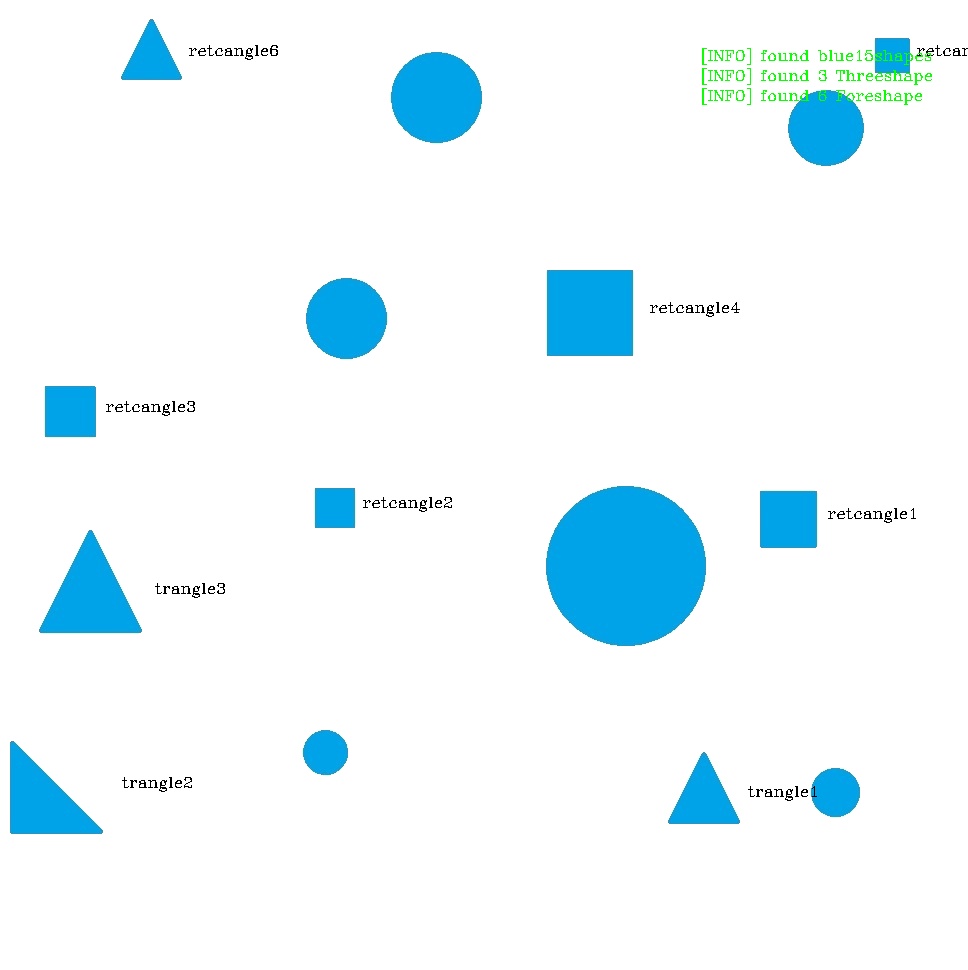 retcangle6
retcan
[INFO] found blue15shapes
[INFO] found 3 Threeshape
[INFO] found 6 Foreshape
retcangle4
retcangle3
retcangle2
retcangle1
trangle3
trangle2
trangle1